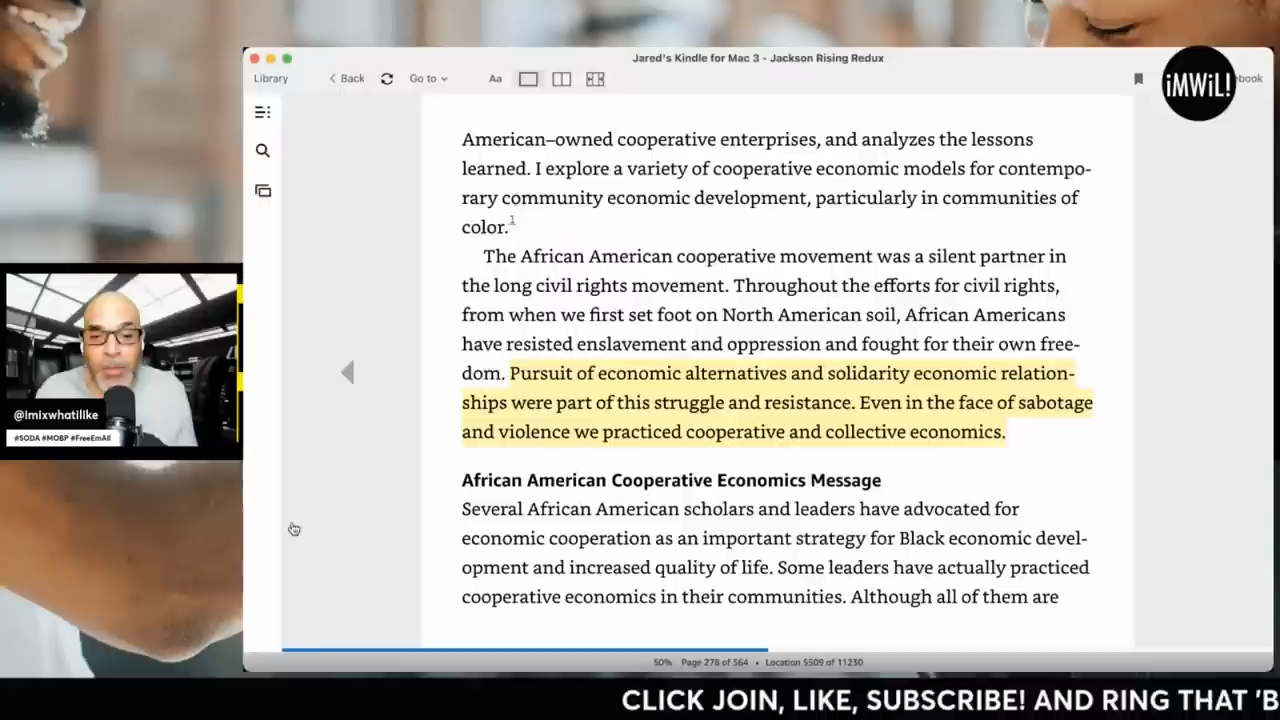 Jared's Kindle for Mac 3 - Jackson Rising Redux
Library
Back
Go to
Aa
iMWiL!
American–owned cooperative enterprises, and analyzes the lessons
learned. I explore a variety of cooperative economic models for contempo-
rary community economic development, particularly in communities of
color.1
The African American cooperative movement was a silent partner in
the long civil rights movement. Throughout the efforts for civil rights,
from when we first set foot on North American soil, African Americans
have resisted enslavement and oppression and fought for their own free-
dom. Pursuit of economic alternatives and solidarity economic relation-
ships were part of this struggle and resistance. Even in the face of sabotage
and violence we practiced cooperative and collective economics.
African American Cooperative Economics Message
Several African American scholars and leaders have advocated for
economic cooperation as an important strategy for Black economic devel-
opment and increased quality of life. Some leaders have actually practiced
cooperative economics in their communities. Although all of them are
@imixwhatilike
#SODA #MOBP #FreeEmAll
50% Page 278 of 564 • Location 5509 of 11230
CLICK JOIN, LIKE, SUBSCRIBE! AND RING THAT 'B